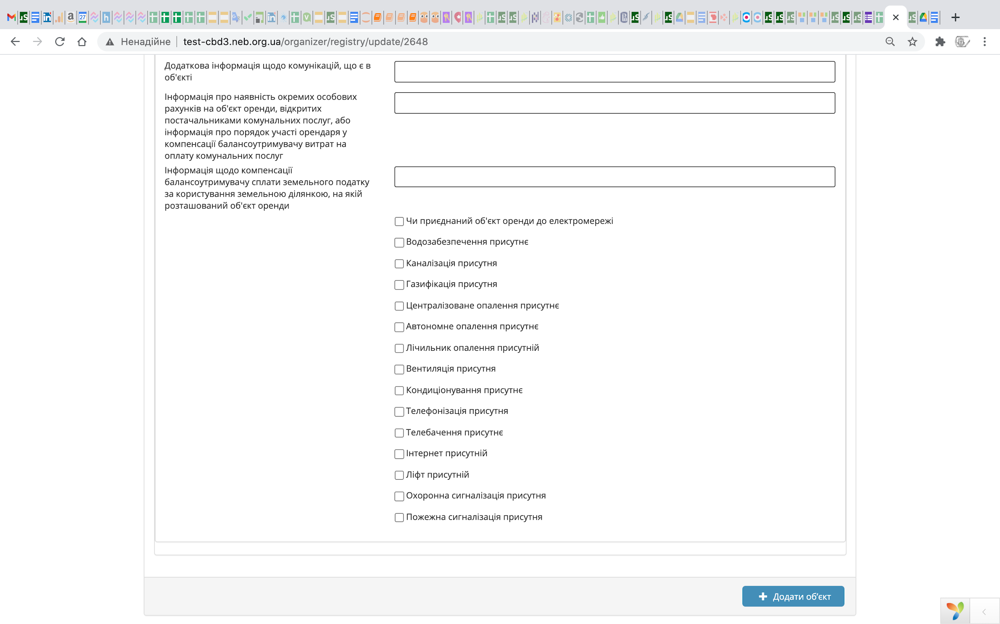 Ненадійне
test-cbd3.neb.org.ua/organizer/registry/update/2648
Додаткова інформація щодо комунікацій, що є в
об'єкті
Інформація про наявність окремих особових
рахунків на об'єкт оренди, відкритих
постачальниками комунальних послуг, або
інформація про порядок участі орендаря у
компенсації балансоутримувачу витрат на
оплату комунальних послуг
Інформація щодо компенсації
балансоутримувачу сплати земельного податку
за користування земельною ділянкою, на якій
розташований об'єкт оренди
Чи приєднаний об'єкт оренди до електромережі
Водозабезпечення присутнє
Каналізація присутня
Газифікація присутня
Централізоване опалення присутнє
Автономне опалення присутнє
Лічильник опалення присутній
Вентиляція присутня
Кондиціонування присутнє
Телефонізація присутня
Телебачення присутнє
Інтернет присутній
Ліфт присутній
Охоронна сигналізація присутня
Пожежна сигналізація присутня
Додати об’єкт